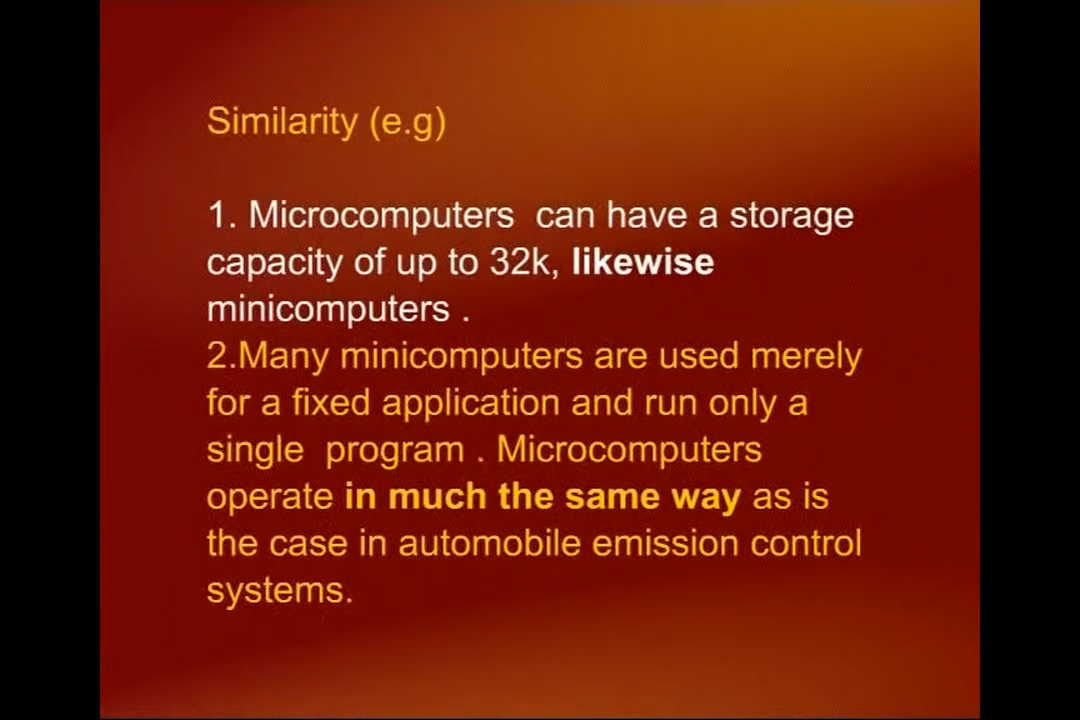 Similarity (e.g)
1. Microcomputers  can have a storage
capacity of up to 32k, likewise
minicomputers .
2.Many minicomputers are used merely
for a fixed application and run only a
single  program . Microcomputers
operate in much the same way as is
the case in automobile emission control
systems.